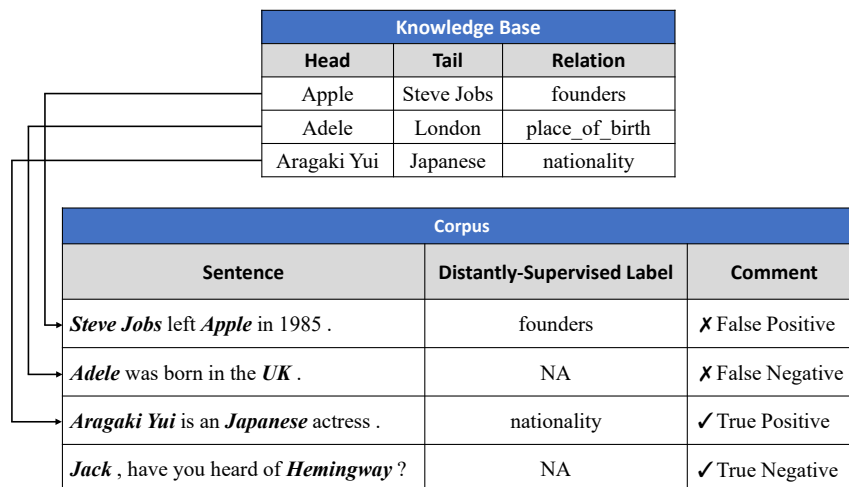 Knowledge Base
Head Tail Relation
Apple Steve Jobs founders
Adele London place_of_birth
Aragaki Yui Japanese nationality
Corpus
Sentence Distantly-Supervised Label Comment
Steve Jobs left Apple in 1985 . founders ✗ False Positive
Adele was born in the UK . NA ✗ False Negative
Aragaki Yui is an Japanese actress . nationality ✓ True Positive
Jack , have you heard of Hemingway ? NA ✓ True Negative